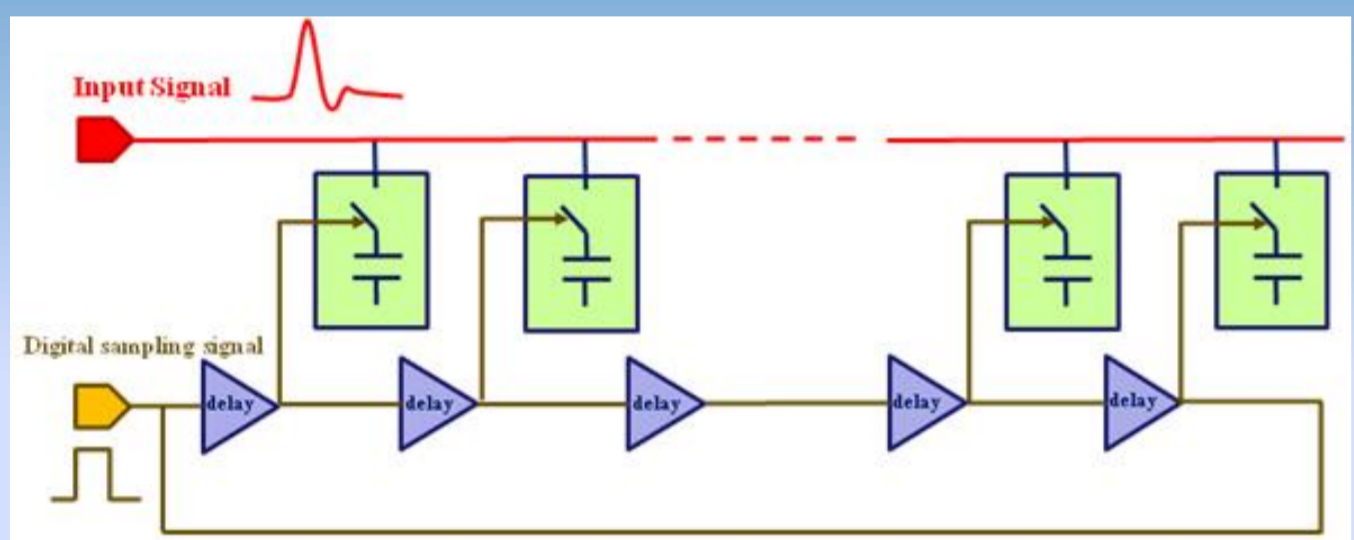 Input Signal
Digital sampling signal
delay
delay
delay
delay
delay